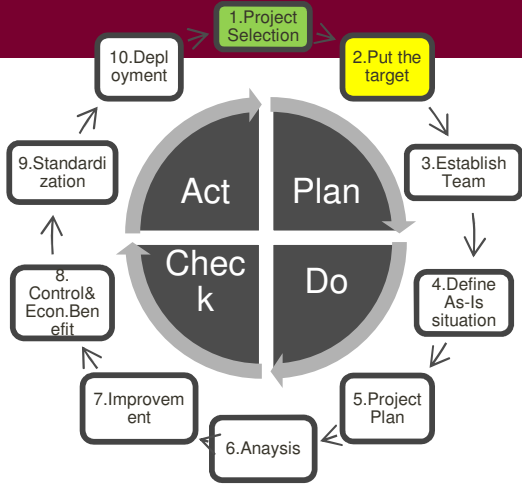 1.Project
Selection
2.Put the
target
3.Establish
Team
4.Define
As-Is
situation
5.Project
Plan
6.Anaysis
7.Improvem
ent
8.
Control&
Econ.Ben
efit
9.Standardi
zation
10.Depl
oyment
Act
Plan
Chec
k
Do